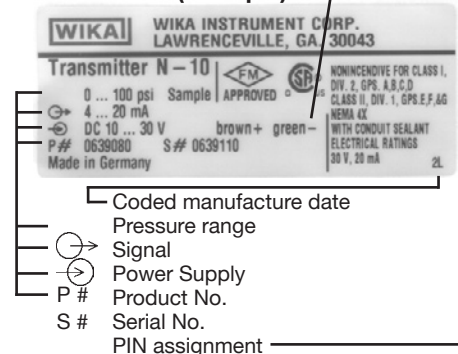 WIKA WIKA INSTRUMENT CORP.
LAWRENCEVILLE, GA, 30043
Transmitter N – 10
FM APPROVED
SA
0 ... 100 psi Sample
4 ... 20 mA
DC 10 ... 30 V brown+ green–
P# 0639080 S# 0639110
Made in Germany
NONINCENDIVE FOR CLASS I,
DIV. 2, GPS. A,B,C,D
CLASS II, DIV. 1, GPS.E,F,&G
NEMA 4X
WITH CONDUIT SEALANT
ELECTRICAL RATINGS
30 V, 20 mA 2L
Coded manufacture date
Pressure range
Signal
Power Supply
P # Product No.
S # Serial No.
PIN assignment